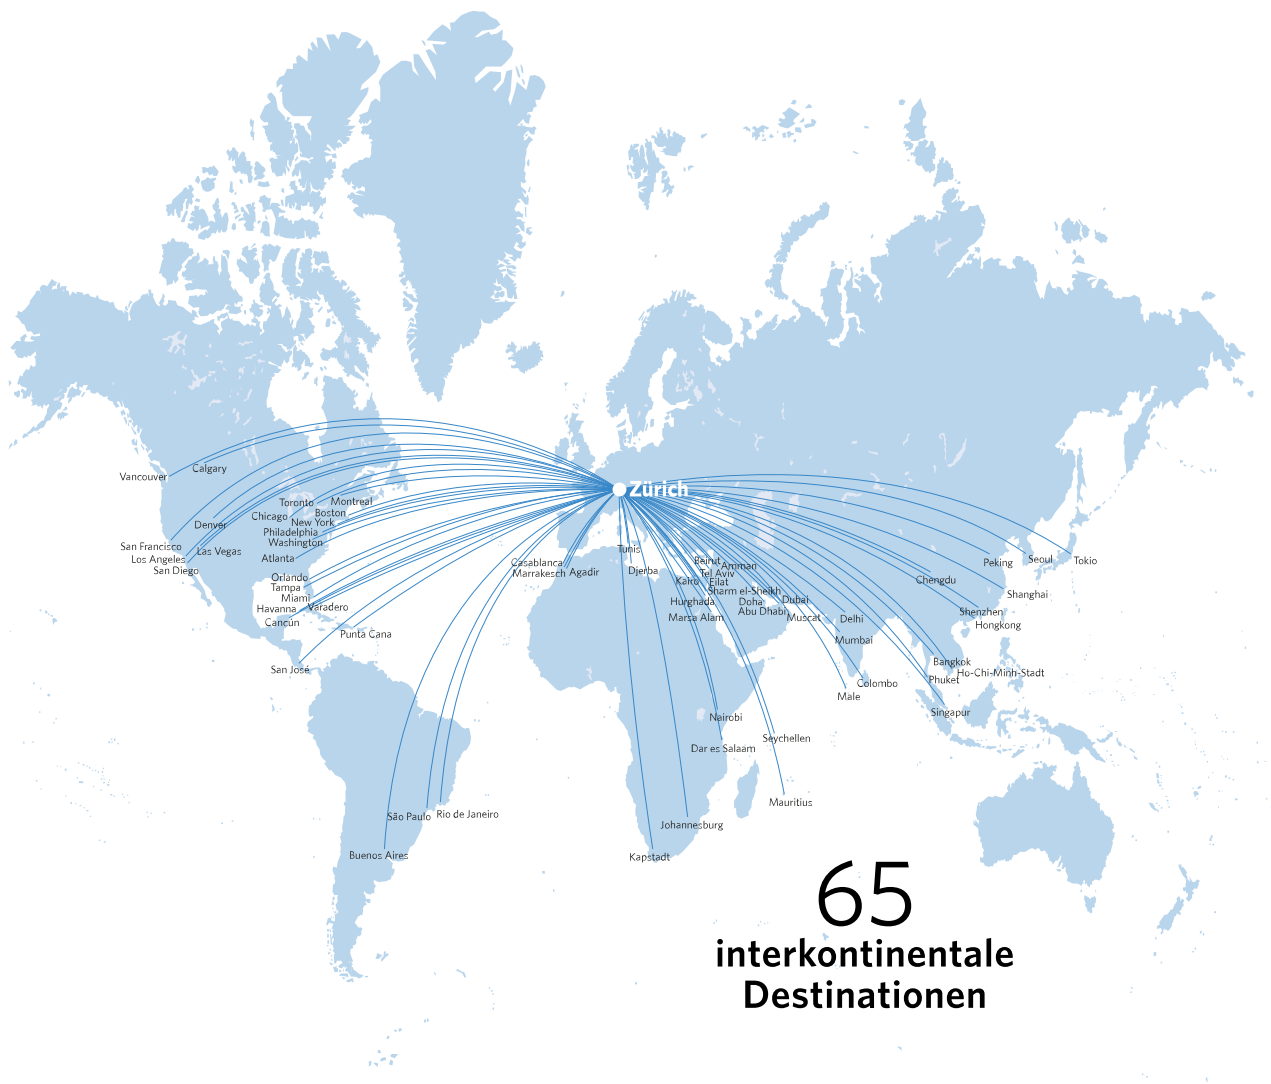 Vancouver
Calgary
Toronto
Montreal
Chicago
Boston
New York
Denver
Philadelphia
Washington
San Francisco
Las Vegas
Los Angeles
San Diego
Atlanta
Orlando
Tampa
Miami
Havanna
Varadero
Cancún
Punta Cana
San José
São Paulo
Rio de Janeiro
Buenos Aires
Zürich
Tunis
Casablanca
Marrakesch
Agadir
Djerba
Beirut
Amman
Tel Aviv
Kairo
Eilat
Sharm el-Sheikh
Hurghada
Doha
Dubai
Abu Dhabi
Marsa Alam
Muscat
Delhi
Mumbai
Colombo
Male
Peking
Seoul
Tokio
Chengdu
Shanghai
Shenzhen
Hongkong
Bangkok
Ho-Chi-Minh-Stadt
Phuket
Singapur
Nairobi
Seychellen
Dar es Salaam
Mauritius
Johannesburg
Kapstadt
65
interkontinentale
Destinationen